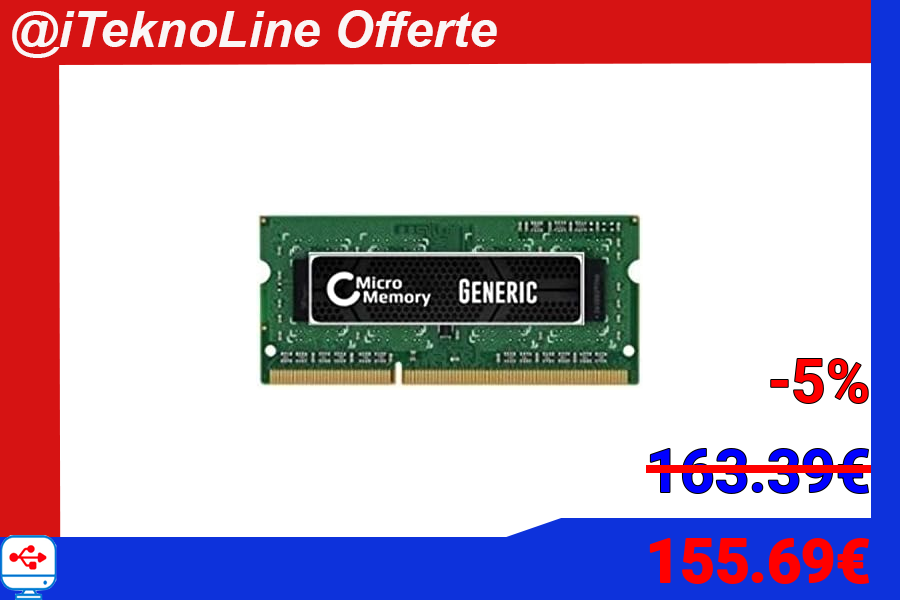 @iTeknoLine Offerte
Micro
Memory
GENERIC
-5%
163.39€
155.69€